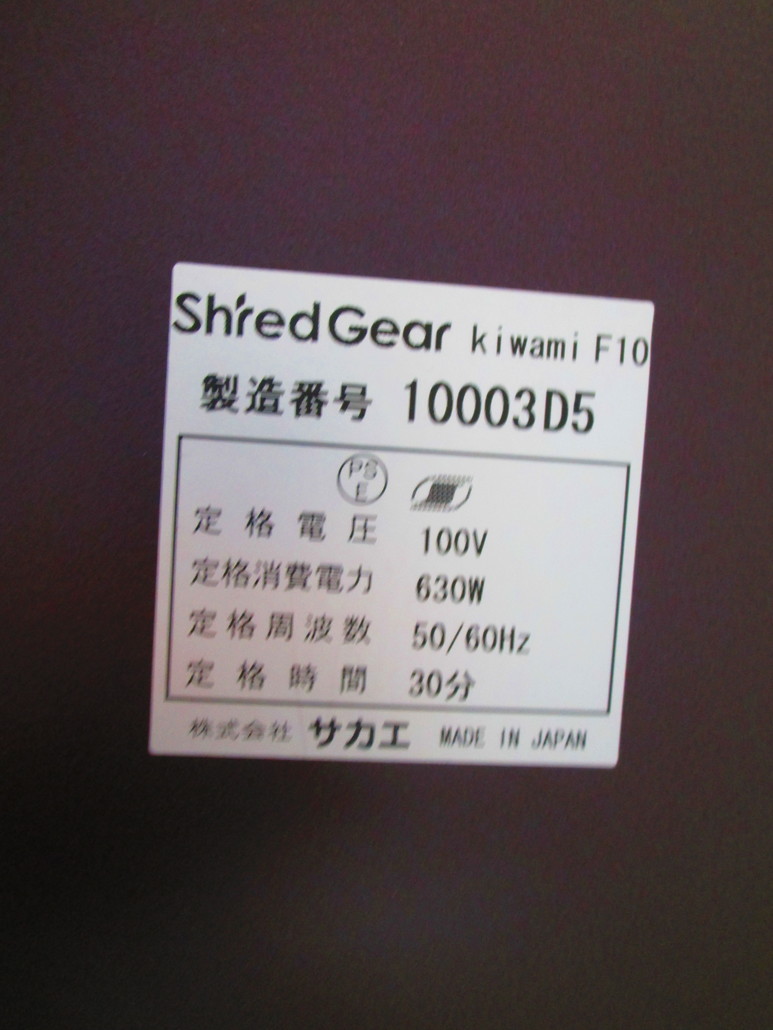 Shred Gear kiwami F10
製造番号 10003D5
PS
E
定格電圧 100V
定格消費電力 630W
定格周波数 50/60Hz
定格時間 30分
株式会社 サカエ MADE IN JAPAN